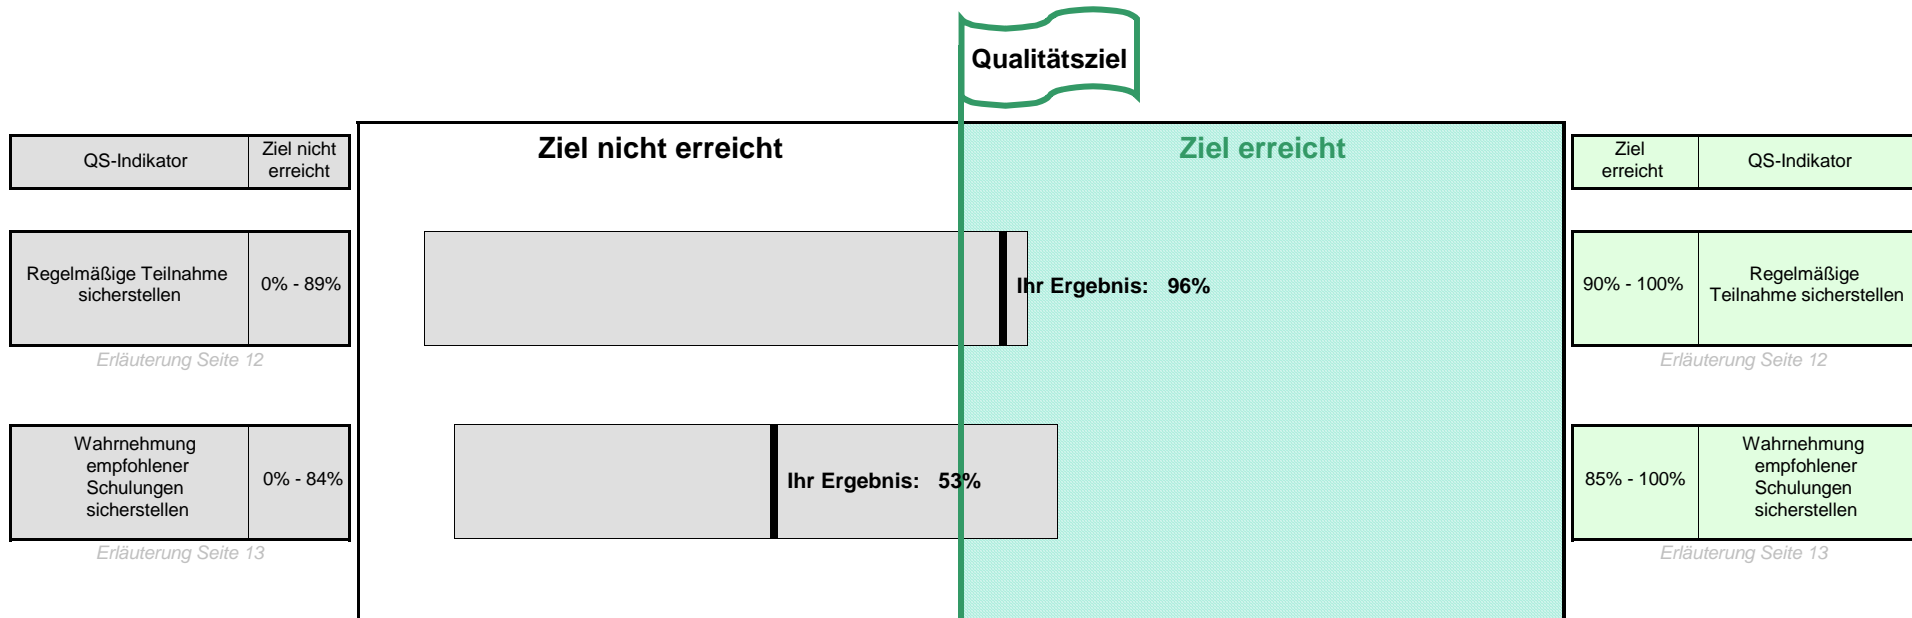 Qualitätsziel
Ziel nicht erreicht
Ziel erreicht
QS-Indikator
Ziel nicht
erreicht
Ziel
erreicht
QS-Indikator
Regelmäßige Teilnahme
sicherstellen
0% - 89%
Ihr Ergebnis: 96%
90% - 100%
Regelmäßige
Teilnahme sicherstellen
Erläuterung Seite 12
Erläuterung Seite 12
Wahrnehmung
empfohlener
Schulungen
sicherstellen
0% - 84%
Ihr Ergebnis: 53%
85% - 100%
Wahrnehmung
empfohlener
Schulungen
sicherstellen
Erläuterung Seite 13
Erläuterung Seite 13